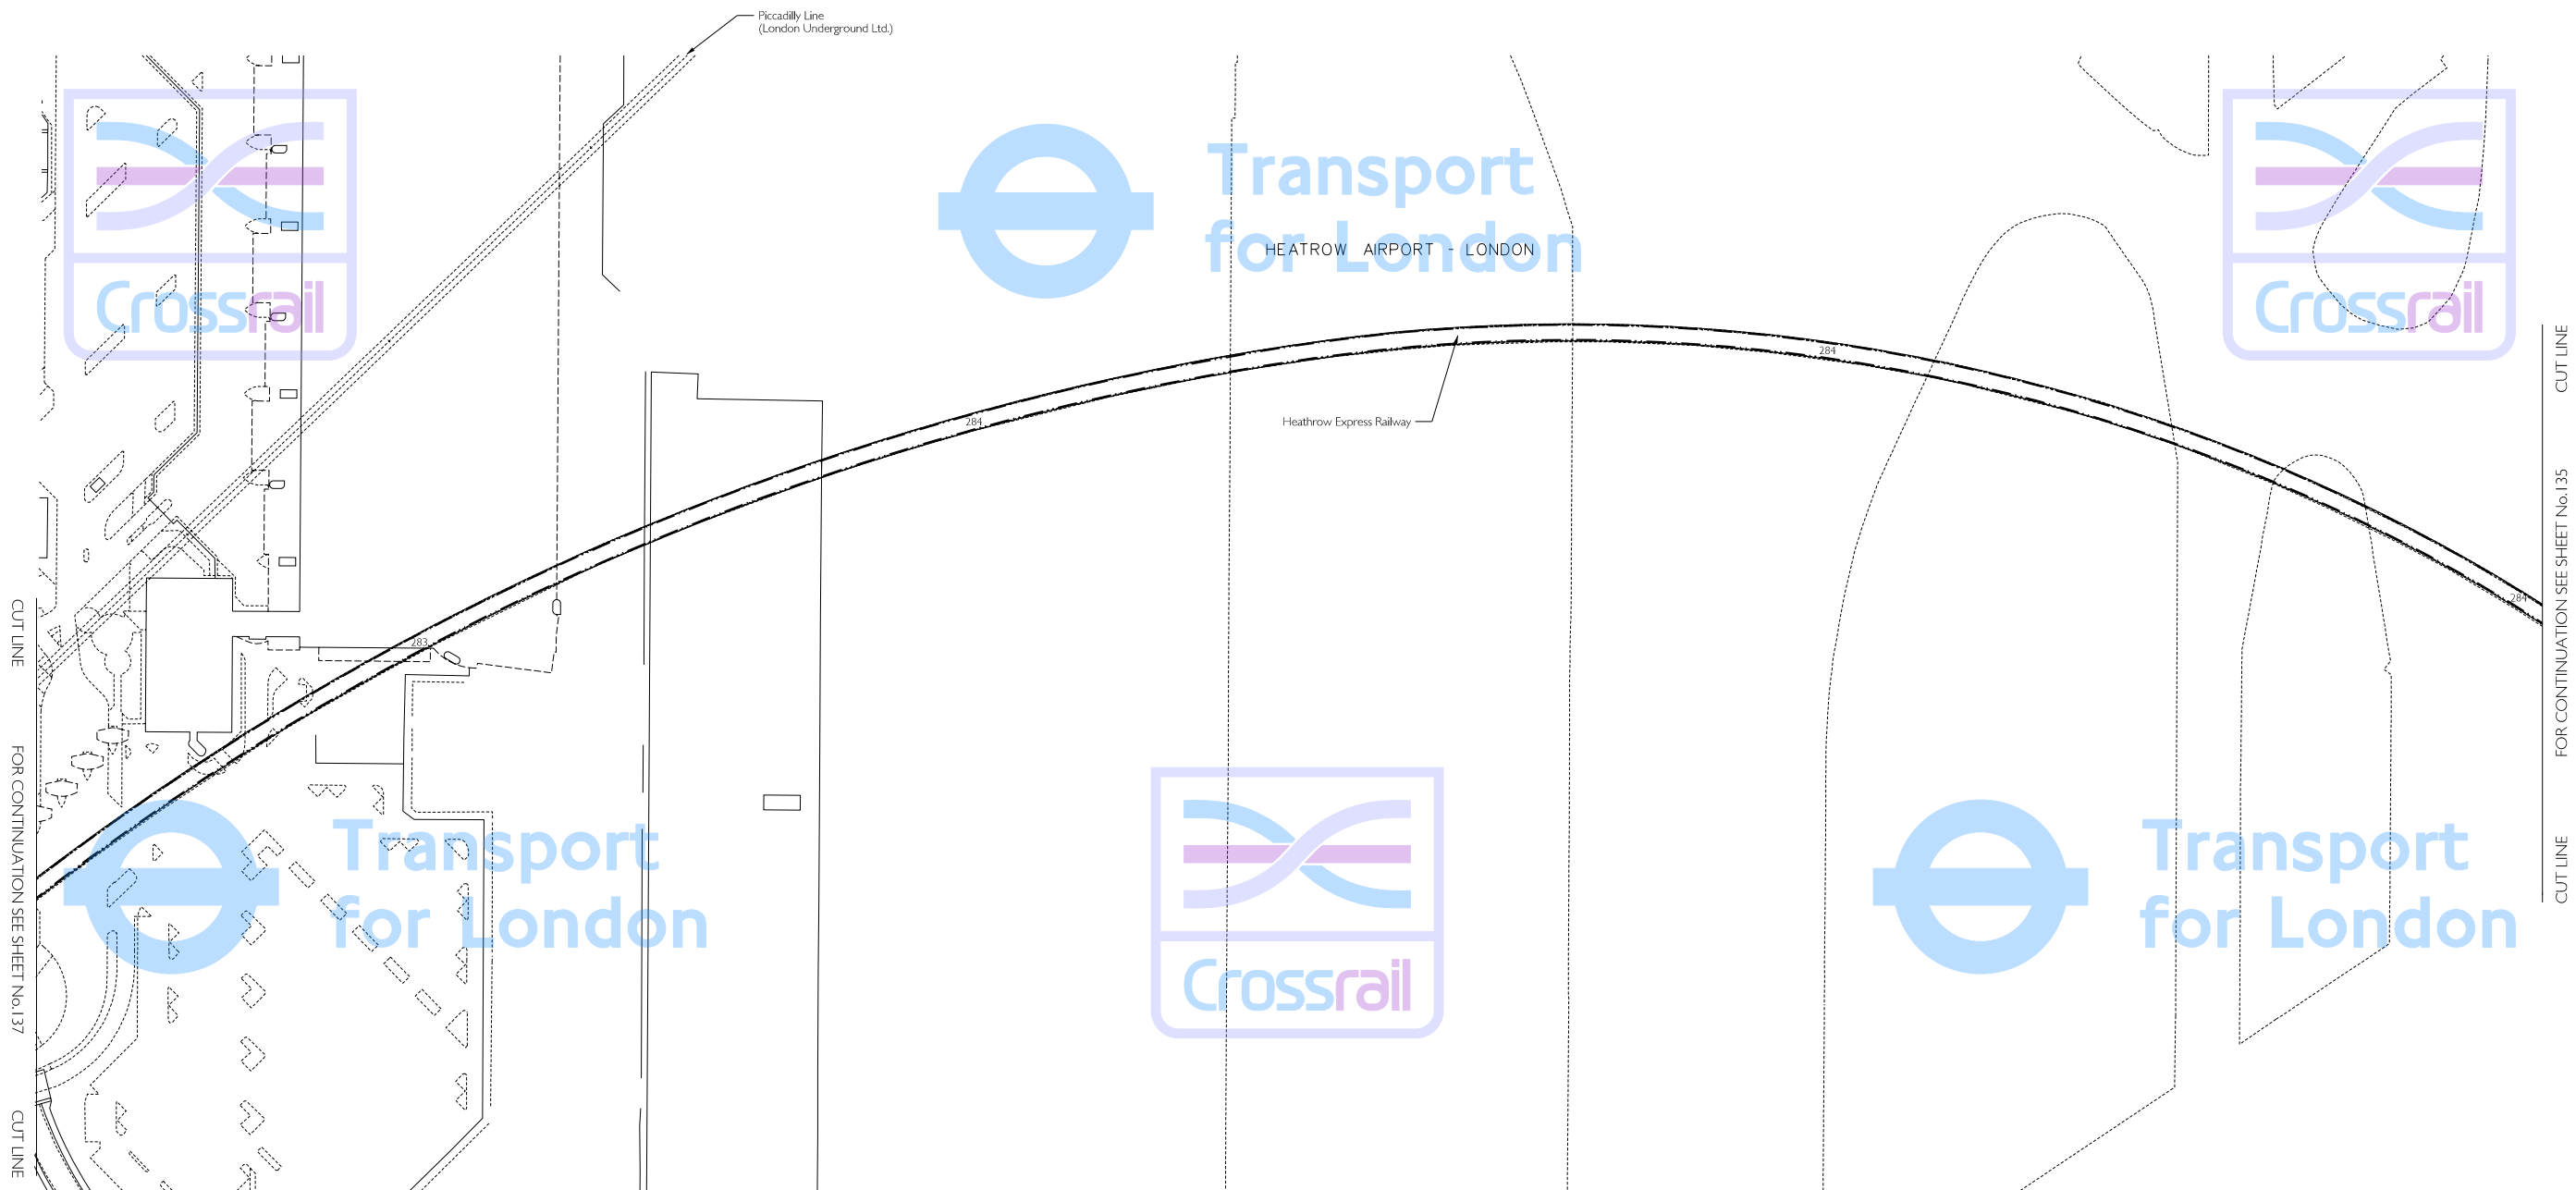 Piccadilly Line
(London Underground Ltd.)
Crossrail
Transport
for London
HEATROW AIRPORT - LONDON
Crossrail
284
284
Heathrow Express Railway
284
283
CUT LINE
FOR CONTINUATION SEE SHEET No.135
CUT LINE
CUT LINE
FOR CONTINUATION SEE SHEET No.137
CUT LINE
Transport
for London
Crossrail
Transport
for London